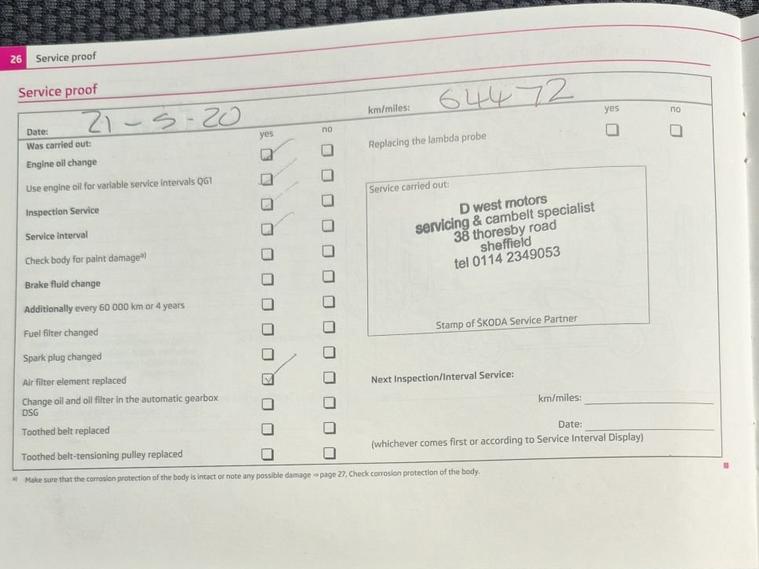 26 Service proof
Service proof
Date: 21-5-20
km/miles: 64472
Was carried out:
yes no
Engine oil change
Use engine oil for variable service intervals QG1
Inspection Service
Service interval
Check body for paint damage a)
Brake fluid change
Additionally every 60 000 km or 4 years
Fuel filter changed
Spark plug changed
Air filter element replaced
Change oil and oil filter in the automatic gearbox
DSG
Toothed belt replaced
Toothed belt-tensioning pulley replaced
yes no
Replacing the lambda probe
Service carried out:
D west motors
servicing & cambelt specialist
38 thoresby road
sheffield
tel 0114 2349053
Stamp of ŠKODA Service Partner
Next Inspection/Interval Service:
km/miles:
Date:
(whichever comes first or according to Service Interval Display)
a) Make sure that the corrosion protection of the body is intact or note any possible damage ⇒ page 27, Check corrosion protection of the body.